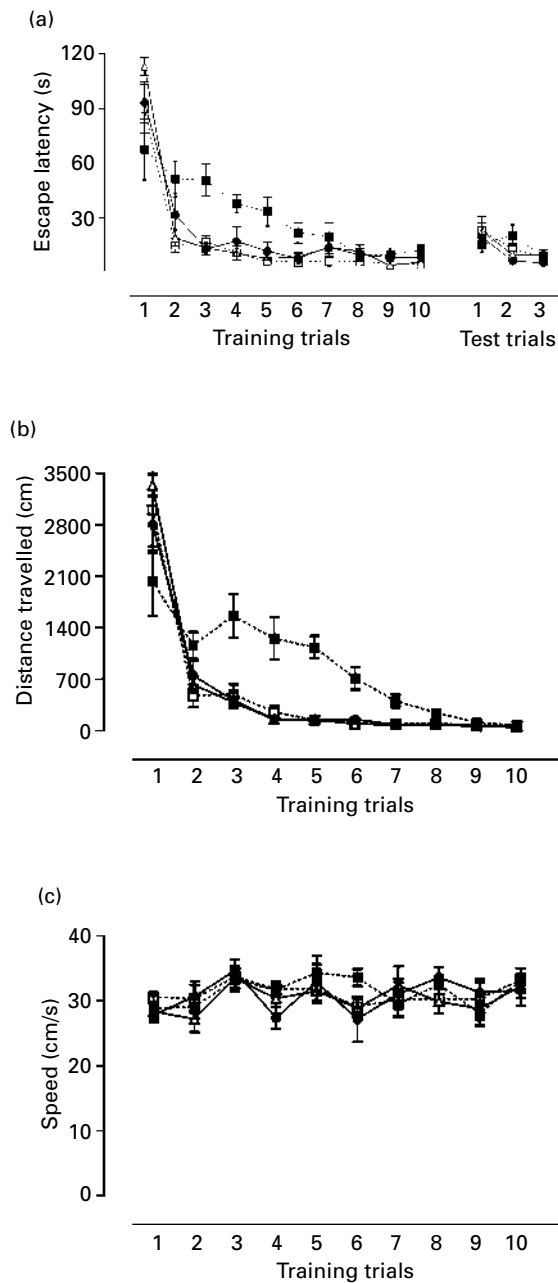 (a)
Escape latency (s)
120
90
60
30
1 2 3 4 5 6 7 8 9 10 1 2 3
Training trials Test trials
(b)
Distance travelled (cm)
3500
2800
2100
1400
700
0
1 2 3 4 5 6 7 8 9 10
Training trials
(c)
Speed (cm/s)
40
30
20
10
0
1 2 3 4 5 6 7 8 9 10
Training trials